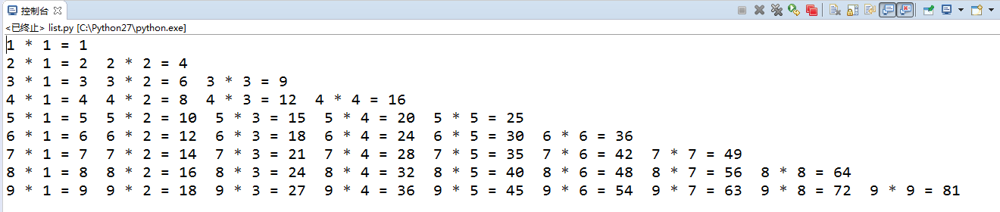 控制台
<已终止> list.py [C:\Python27\python.exe]
1 * 1 = 1
2 * 1 = 2  2 * 2 = 4
3 * 1 = 3  3 * 2 = 6  3 * 3 = 9
4 * 1 = 4  4 * 2 = 8  4 * 3 = 12  4 * 4 = 16
5 * 1 = 5  5 * 2 = 10  5 * 3 = 15  5 * 4 = 20  5 * 5 = 25
6 * 1 = 6  6 * 2 = 12  6 * 3 = 18  6 * 4 = 24  6 * 5 = 30  6 * 6 = 36
7 * 1 = 7  7 * 2 = 14  7 * 3 = 21  7 * 4 = 28  7 * 5 = 35  7 * 6 = 42  7 * 7 = 49
8 * 1 = 8  8 * 2 = 16  8 * 3 = 24  8 * 4 = 32  8 * 5 = 40  8 * 6 = 48  8 * 7 = 56  8 * 8 = 64
9 * 1 = 9  9 * 2 = 18  9 * 3 = 27  9 * 4 = 36  9 * 5 = 45  9 * 6 = 54  9 * 7 = 63  9 * 8 = 72  9 * 9 = 81